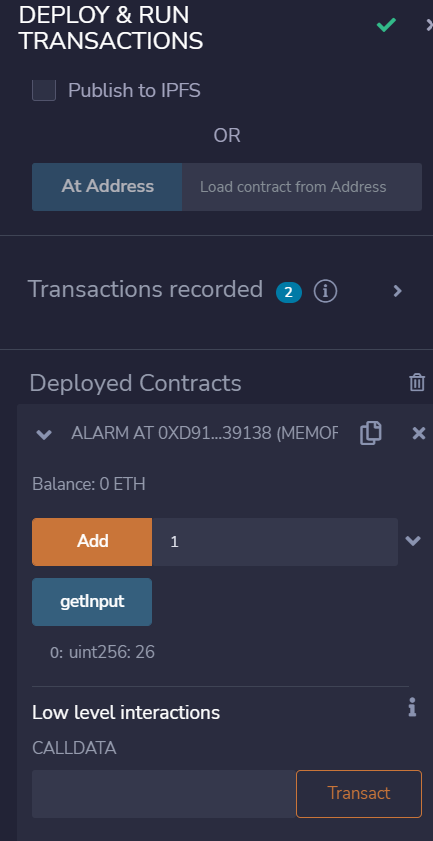 DEPLOY & RUN
TRANSACTIONS
Publish to IPFS
OR
At Address Load contract from Address
Transactions recorded 2 i
Deployed Contracts
ALARM AT 0XD91...39138 (MEMOR
Balance: 0 ETH
Add 1
getInput
0: uint256: 26
Low level interactions i
CALLDATA
Transact